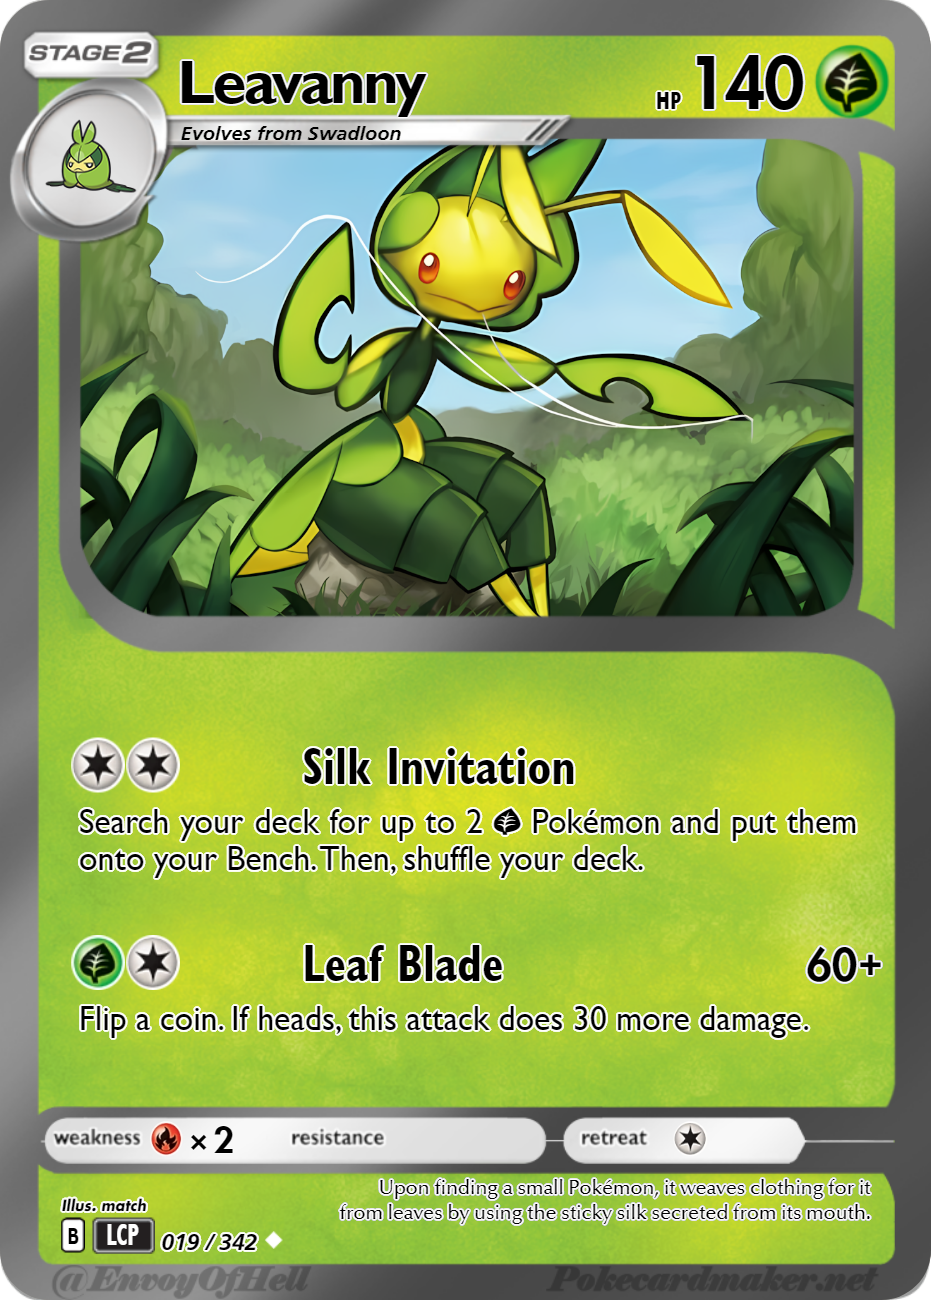 STAGE2
Leavanny
HP 140
Evolves from Swadloon
Silk Invitation
Search your deck for up to 2 Pokémon and put them
onto your Bench. Then, shuffle your deck.
Leaf Blade 60+
Flip a coin. If heads, this attack does 30 more damage.
weakness × 2 resistance retreat
Upon finding a small Pokémon, it weaves clothing for it
from leaves by using the sticky silk secreted from its mouth.
Illus. match
B LCP 019 / 342
@EnvoyOfHell Pokecardmaker.net